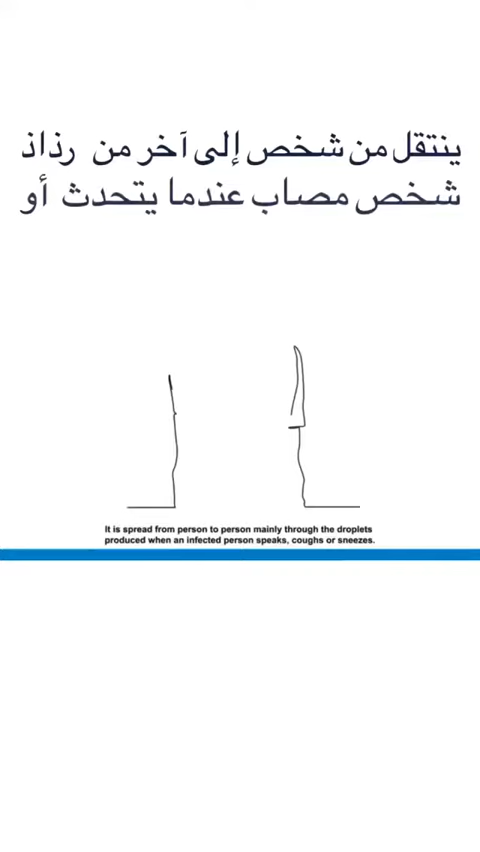 ينتقل من شخص إلى آخر من رذاذ
شخص مصاب عندما يتحدث أو
It is spread from person to person mainly through the droplets
produced when an infected person speaks, coughs or sneezes.